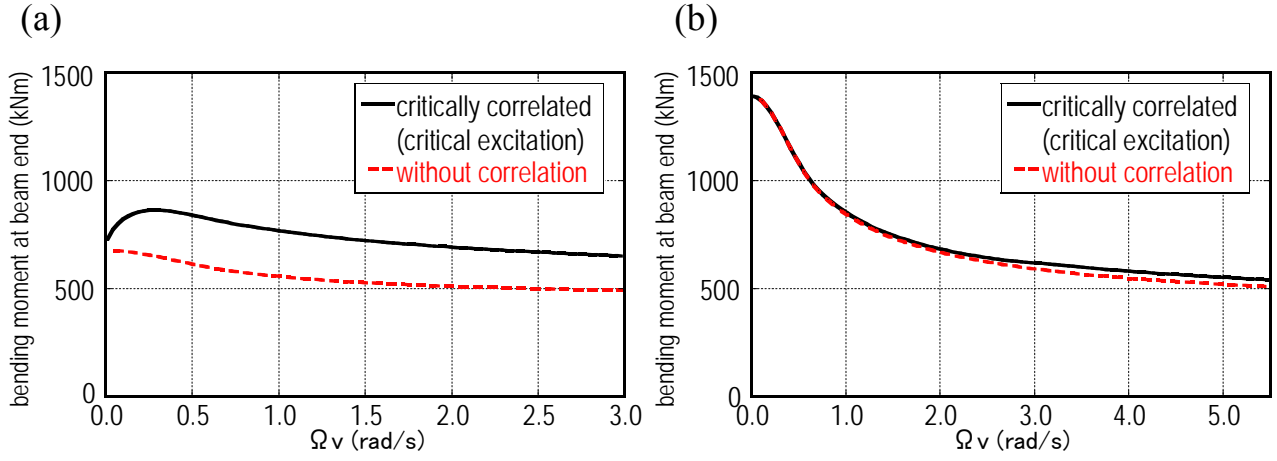 (a)
bending moment at beam end (kNm)
1500
1000
500
0
critically correlated
(critical excitation)
without correlation
0.0 0.5 1.0 1.5 2.0 2.5 3.0
Ωv (rad/s)
(b)
bending moment at beam end (kNm)
1500
1000
500
0
critically correlated
(critical excitation)
without correlation
0.0 1.0 2.0 3.0 4.0 5.0
Ωv (rad/s)